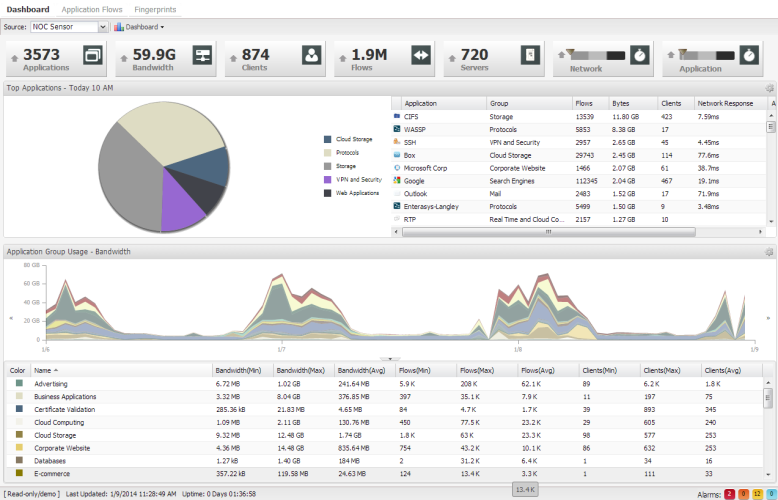 Dashboard Application Flows Fingerprints
Source: NOC Sensor Dashboard
3573 59.9G 874 1.9M 720
Applications Bandwidth Clients Flows Servers Network Application
Top Applications - Today 10 AM
Cloud Storage
Protocols
Storage
VPN and Security
Web Applications
Application Group Flows Bytes Clients Network Response A
CIFS Storage 13539 11.80 GB 423 7.59ms
WASSP Protocols 5853 8.38 GB 17
SSH VPN and Security 2957 2.65 GB 45 4.45ms
Box Cloud Storage 29743 2.45 GB 114 77.6ms
Microsoft Corp Corporate Website 1466 2.07 GB 61 38.7ms
Google Search Engines 112345 2.04 GB 467 19.1ms
Outlook Mail 2483 1.52 GB 17 71.9ms
Enterasys-Langley Protocols 5499 1.50 GB 9 3.48ms
RTP Real Time and Cloud Co... 2157 1.27 GB 10
Application Group Usage - Bandwidth
80 GB
60 GB
40 GB
20 GB
0
1/6 1/7 1/8 1/9
Color Name Bandwidth(Min) Bandwidth(Max) Bandwidth(Avg) Flows(Min) Flows(Max) Flows(Avg) Clients(Min) Clients(Max) Clients(Avg)
Advertising 6.72 MB 1.02 GB 241.64 MB 5.9 K 208 K 62.1 K 89 6.2 K 1.8 K
Business Applications 3.32 MB 8.04 GB 376.85 MB 397 35.1 K 7.9 K 11 197 75
Certificate Validation 285.36 kB 21.83 MB 4.65 MB 84 4.7 K 1.7 K 39 893 345
Cloud Computing 1.09 MB 2.11 GB 130.76 MB 450 77.5 K 23.2 K 65 653 240
Cloud Storage 9.32 MB 12.48 GB 1.74 GB 1.8 K 63 K 23.3 K 98 577 253
Corporate Website 4.36 MB 14.48 GB 835.64 MB 754 43.2 K 10.1 K 86 632 253
Databases 1.27 kB 1.40 GB 184 MB 2 31.2 K 6.4 K 1 34 16
E-commerce 357.22 kB 119.58 MB 24.63 MB 124 13.4 K 3.3 K 1 111 33
13.4 K
[ Read-only/demo ] Last Updated: 1/9/2014 11:28:49 AM Uptime: 0 Days 01:36:58 Alarms: 2 0 12 0